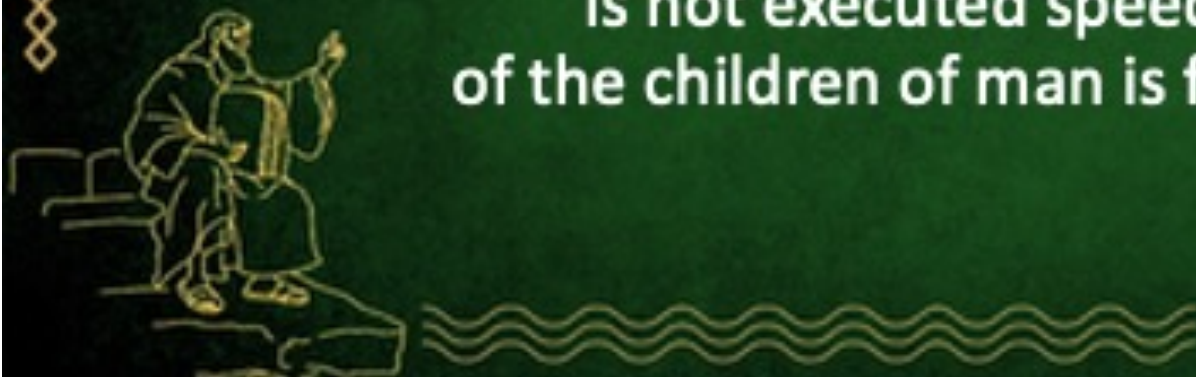 is not executed
of the children of man is